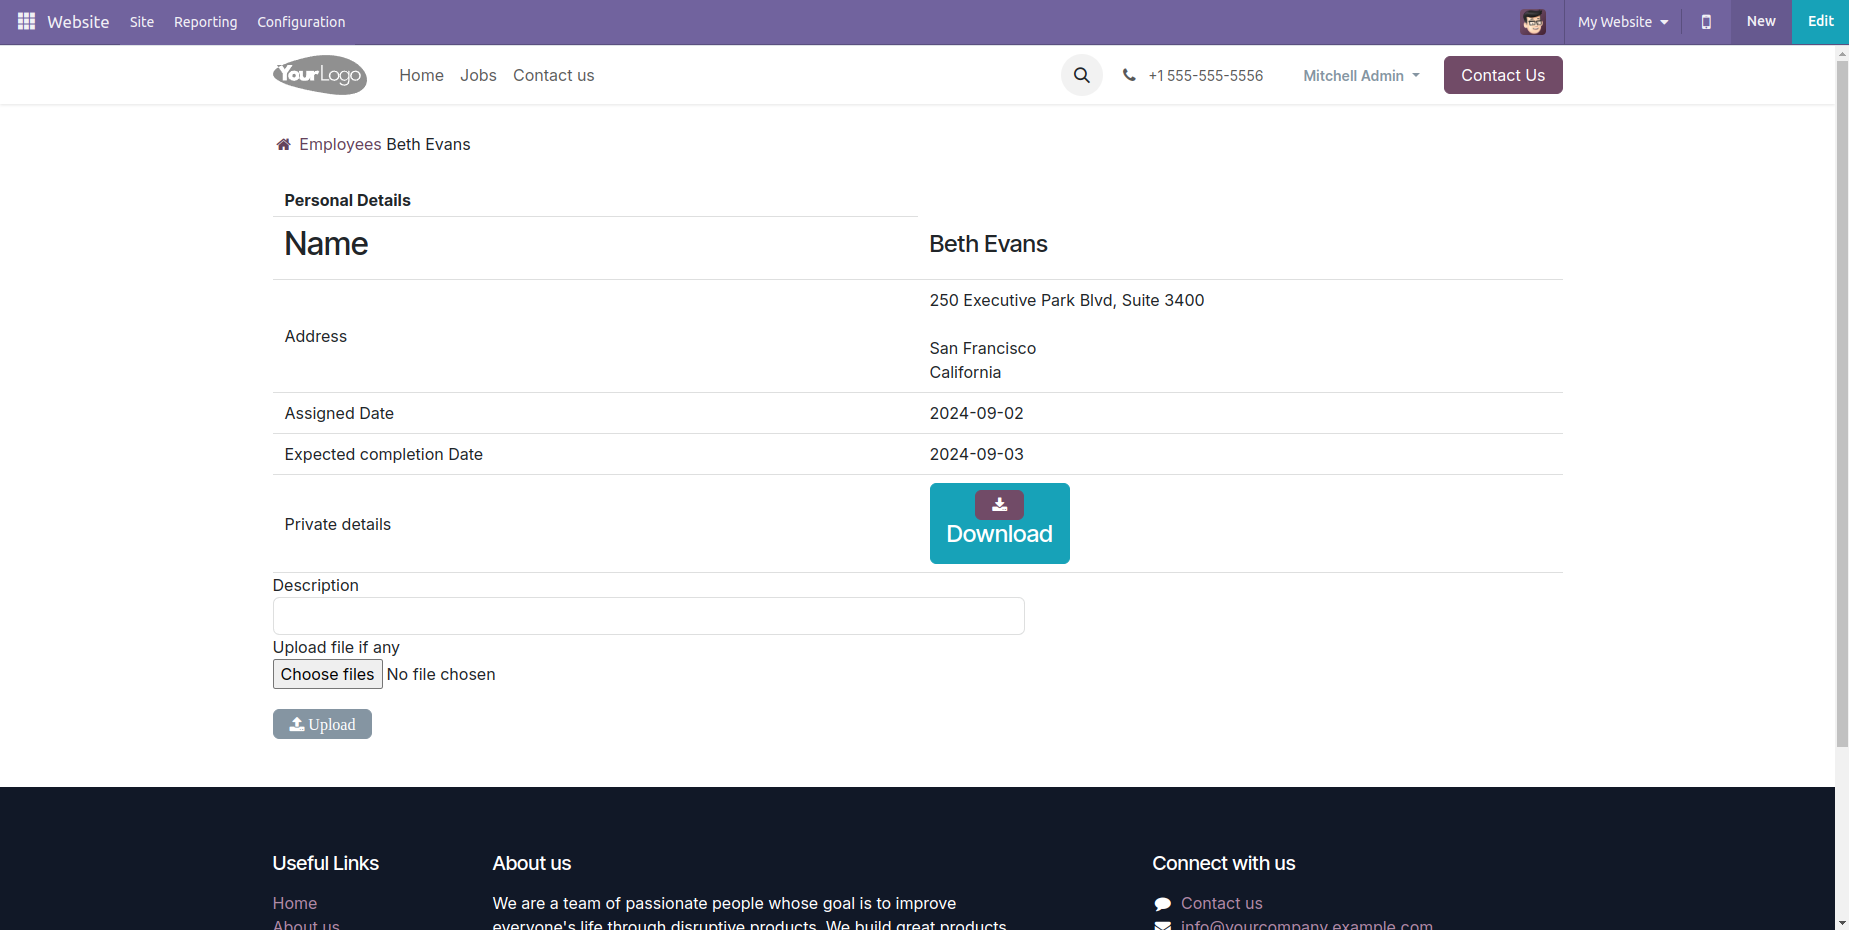 Website Site Reporting Configuration My Website New Edit
YourLogo Home Jobs Contact us +1 555-555-5556 Mitchell Admin Contact Us
Employees Beth Evans
Personal Details
Name Beth Evans
Address
250 Executive Park Blvd, Suite 3400
San Francisco
California
Assigned Date 2024-09-02
Expected completion Date 2024-09-03
Private details Download
Description
Upload file if any
Choose files No file chosen
Upload
Useful Links About us Connect with us
Home We are a team of passionate people whose goal is to improve Contact us
About us everyone's life through disruptive products. We build great products info@yourcompany.example.com